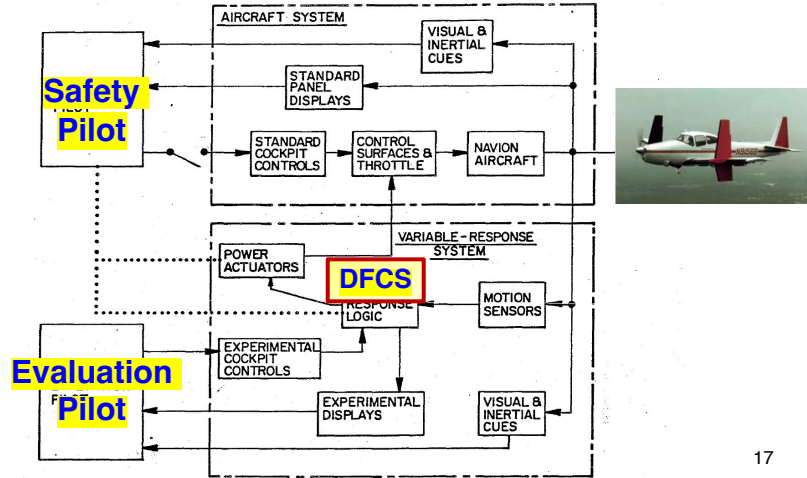 AIRCRAFT SYSTEM
VISUAL &
INERTIAL
CUES
STANDARD
PANEL
DISPLAYS
Safety
Pilot
STANDARD
COCKPIT
CONTROLS
CONTROL
SURFACES &
THROTTLE
NAVION
AIRCRAFT
VARIABLE-RESPONSE
SYSTEM
POWER
ACTUATORS
DFCS
RESPONSE
LOGIC
MOTION
SENSORS
EXPERIMENTAL
COCKPIT
CONTROLS
Evaluation
Pilot
EXPERIMENTAL
DISPLAYS
VISUAL &
INERTIAL
CUES
17